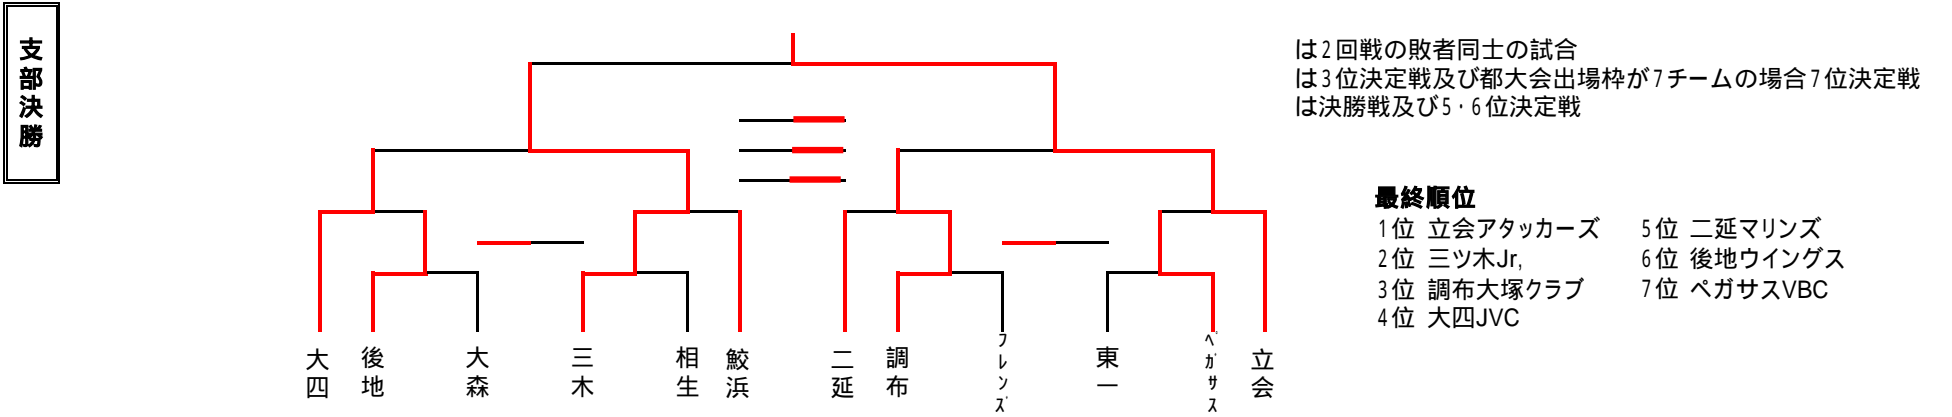 支部決勝
は2回戦の敗者同士の試合
は3位決定戦及び都大会出場枠が7チームの場合7位決定戦
は決勝戦及び5・6位決定戦
最終順位
1位 立会アタッカーズ 5位 二延マリンズ
2位 三ツ木Jr, 6位 後地ウイングス
3位 調布大塚クラブ 7位 ペガサスVBC
4位 大四JVC
大四
後地
大森
三木
相生
鮫浜
二延
調布
フレンズ
東一
ペガサス
立会